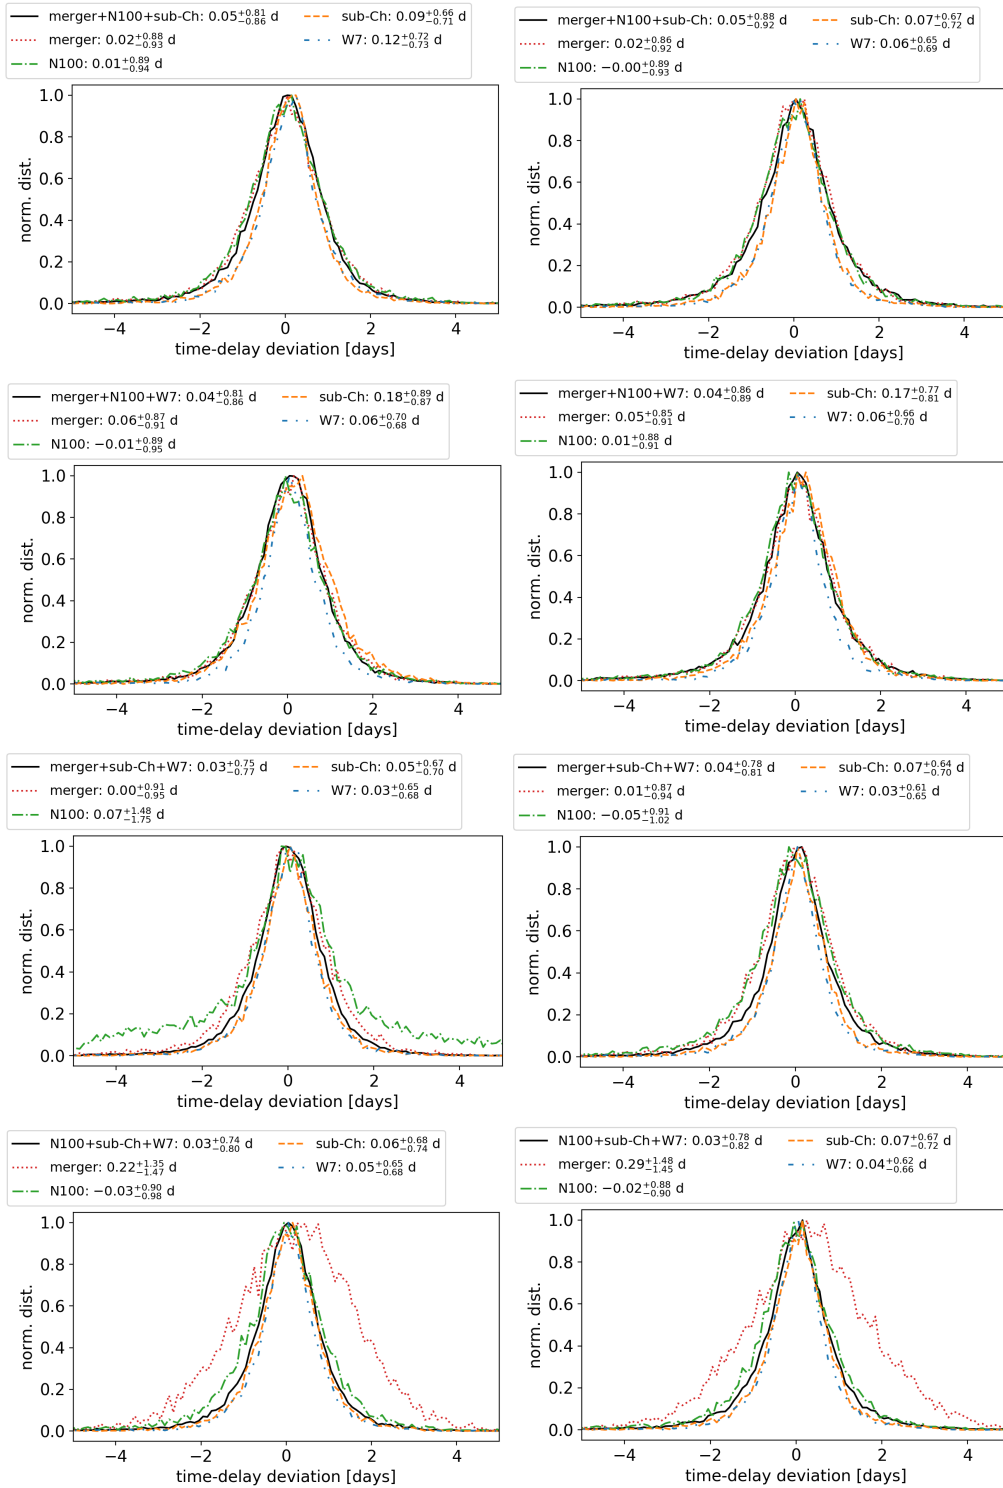 merger+N100+sub-Ch: 0.05$^{+0.81}_{-0.86}$ d
merger: 0.02$^{+0.88}_{-0.93}$ d
N100: 0.01$^{+0.89}_{-0.94}$ d
sub-Ch: 0.09$^{+0.66}_{-0.71}$ d
W7: 0.12$^{+0.72}_{-0.73}$ d
1.0
0.8
0.6
0.4
0.2
0.0
norm. dist.
−4 −2 0 2 4
time-delay deviation [days]
merger+N100+sub-Ch: 0.05$^{+0.88}_{-0.92}$ d
merger: 0.02$^{+0.86}_{-0.92}$ d
N100: −0.00$^{+0.89}_{-0.93}$ d
sub-Ch: 0.07$^{+0.67}_{-0.72}$ d
W7: 0.06$^{+0.65}_{-0.69}$ d
1.0
0.8
0.6
0.4
0.2
0.0
norm. dist.
−4 −2 0 2 4
time-delay deviation [days]
merger+N100+W7: 0.04$^{+0.81}_{-0.86}$ d
merger: 0.06$^{+0.87}_{-0.91}$ d
N100: −0.01$^{+0.89}_{-0.95}$ d
sub-Ch: 0.18$^{+0.89}_{-0.87}$ d
W7: 0.06$^{+0.70}_{-0.68}$ d
1.0
0.8
0.6
0.4
0.2
0.0
norm. dist.
−4 −2 0 2 4
time-delay deviation [days]
merger+N100+W7: 0.04$^{+0.86}_{-0.89}$ d
merger: 0.05$^{+0.85}_{-0.91}$ d
N100: 0.01$^{+0.88}_{-0.91}$ d
sub-Ch: 0.17$^{+0.77}_{-0.81}$ d
W7: 0.06$^{+0.66}_{-0.70}$ d
1.0
0.8
0.6
0.4
0.2
0.0
norm. dist.
−4 −2 0 2 4
time-delay deviation [days]
merger+sub-Ch+W7: 0.03$^{+0.75}_{-0.77}$ d
merger: 0.00$^{+0.91}_{-0.95}$ d
N100: 0.07$^{+1.48}_{-1.75}$ d
sub-Ch: 0.05$^{+0.67}_{-0.70}$ d
W7: 0.03$^{+0.65}_{-0.68}$ d
1.0
0.8
0.6
0.4
0.2
0.0
norm. dist.
−4 −2 0 2 4
time-delay deviation [days]
merger+sub-Ch+W7: 0.04$^{+0.78}_{-0.81}$ d
merger: 0.01$^{+0.87}_{-0.94}$ d
N100: −0.05$^{+0.91}_{-1.02}$ d
sub-Ch: 0.07$^{+0.64}_{-0.70}$ d
W7: 0.03$^{+0.61}_{-0.65}$ d
1.0
0.8
0.6
0.4
0.2
0.0
norm. dist.
−4 −2 0 2 4
time-delay deviation [days]
N100+sub-Ch+W7: 0.03$^{+0.74}_{-0.80}$ d
merger: 0.22$^{+1.35}_{-1.47}$ d
N100: −0.03$^{+0.90}_{-0.98}$ d
sub-Ch: 0.06$^{+0.68}_{-0.74}$ d
W7: 0.05$^{+0.65}_{-0.68}$ d
1.0
0.8
0.6
0.4
0.2
0.0
norm. dist.
−4 −2 0 2 4
time-delay deviation [days]
N100+sub-Ch+W7: 0.03$^{+0.78}_{-0.82}$ d
merger: 0.29$^{+1.48}_{-1.45}$ d
N100: −0.02$^{+0.88}_{-0.90}$ d
sub-Ch: 0.07$^{+0.67}_{-0.72}$ d
W7: 0.04$^{+0.62}_{-0.66}$ d
1.0
0.8
0.6
0.4
0.2
0.0
norm. dist.
−4 −2 0 2 4
time-delay deviation [days]